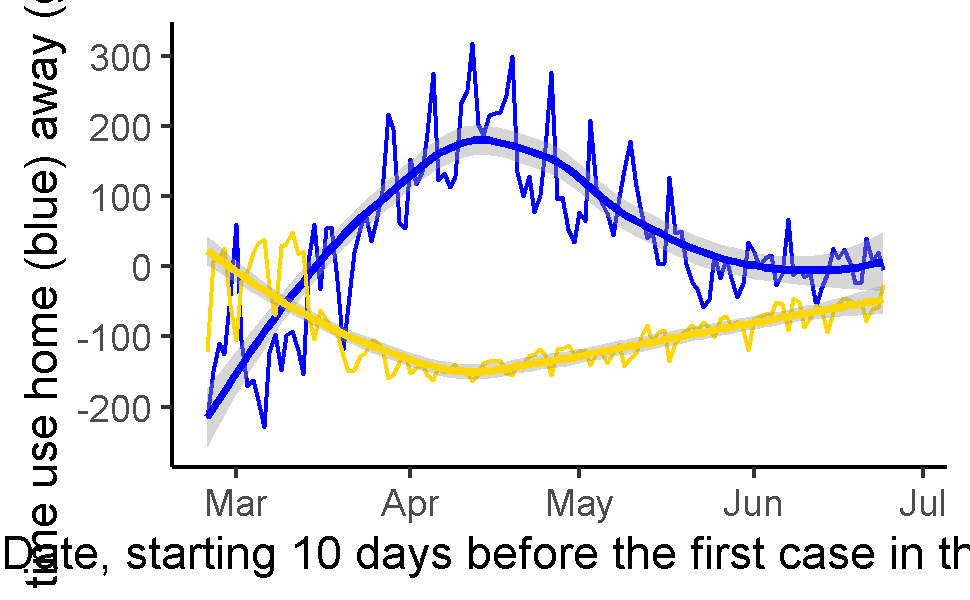 time use home (blue) away (
300
200
100
0
-100
-200
Mar Apr May Jun Jul
Date, starting 10 days before the first case in th